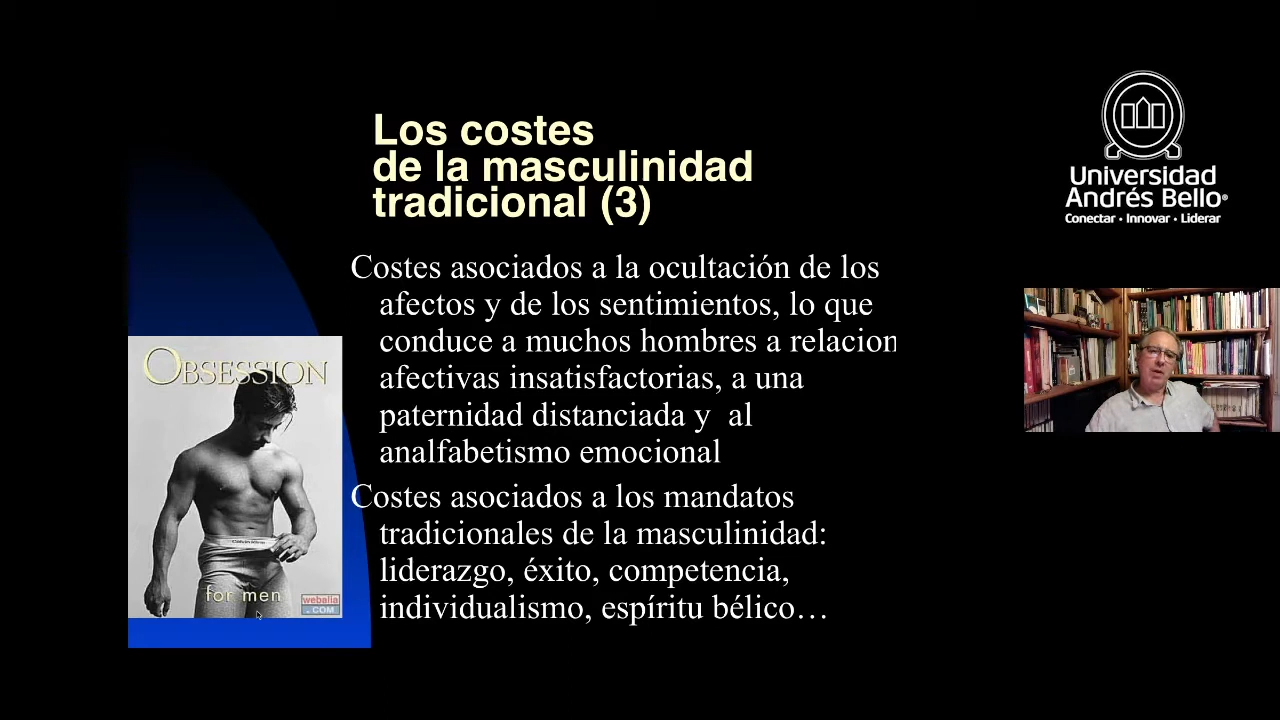 Los costes
de la masculinidad
tradicional (3)
Costes asociados a la ocultación de los
afectos y de los sentimientos, lo que
conduce a muchos hombres a relacion
afectivas insatisfactorias, a una
paternidad distanciada y al
analfabetismo emocional
Costes asociados a los mandatos
tradicionales de la masculinidad:
liderazgo, éxito, competencia,
individualismo, espíritu bélico…
OBSESSION
for men
webalia
.COM
Universidad
Andrés Bello®
Conectar • Innovar • Liderar